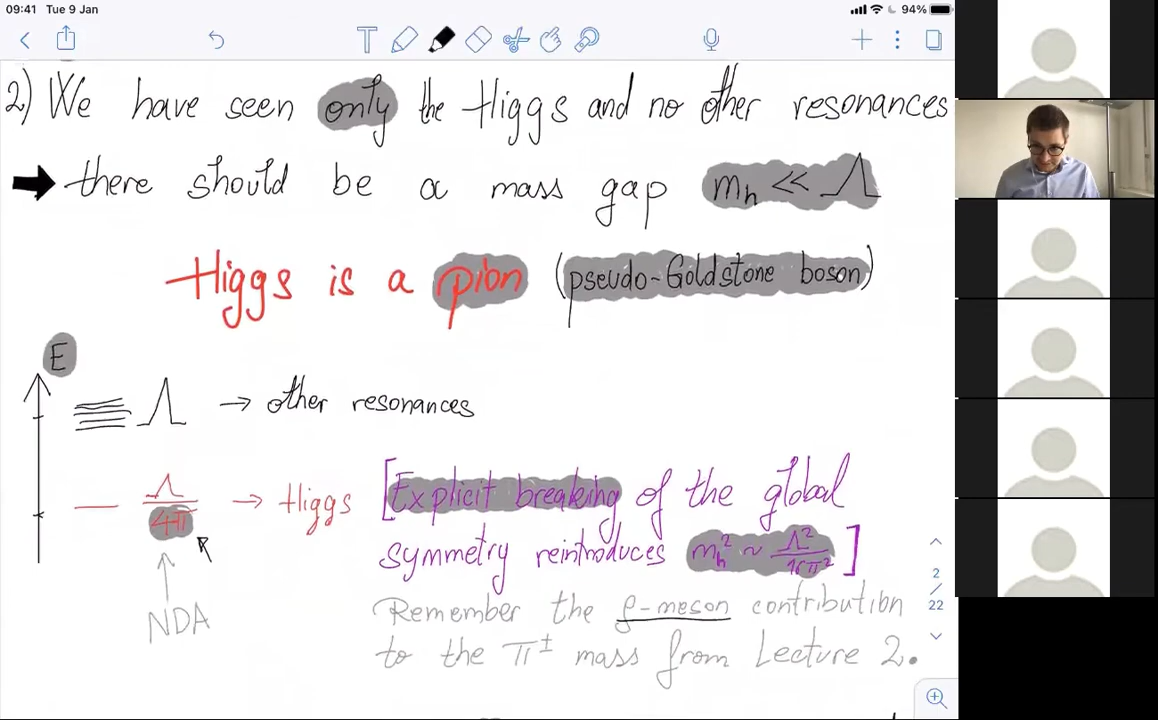 09:41 Tue 9 Jan
94%
2) We have seen only the Higgs and no other resonances
there should be a mass gap mₕ << Λ
Higgs is a pion (pseudo-Goldstone boson)
E
Λ → other resonances
Λ/4π → Higgs [Explicit breaking of the global
symmetry reintroduces mₕ² ~ Λ²/16π²]
NDA
Remember the ρ-meson contribution
to the π± mass from Lecture 2.
2
/
22